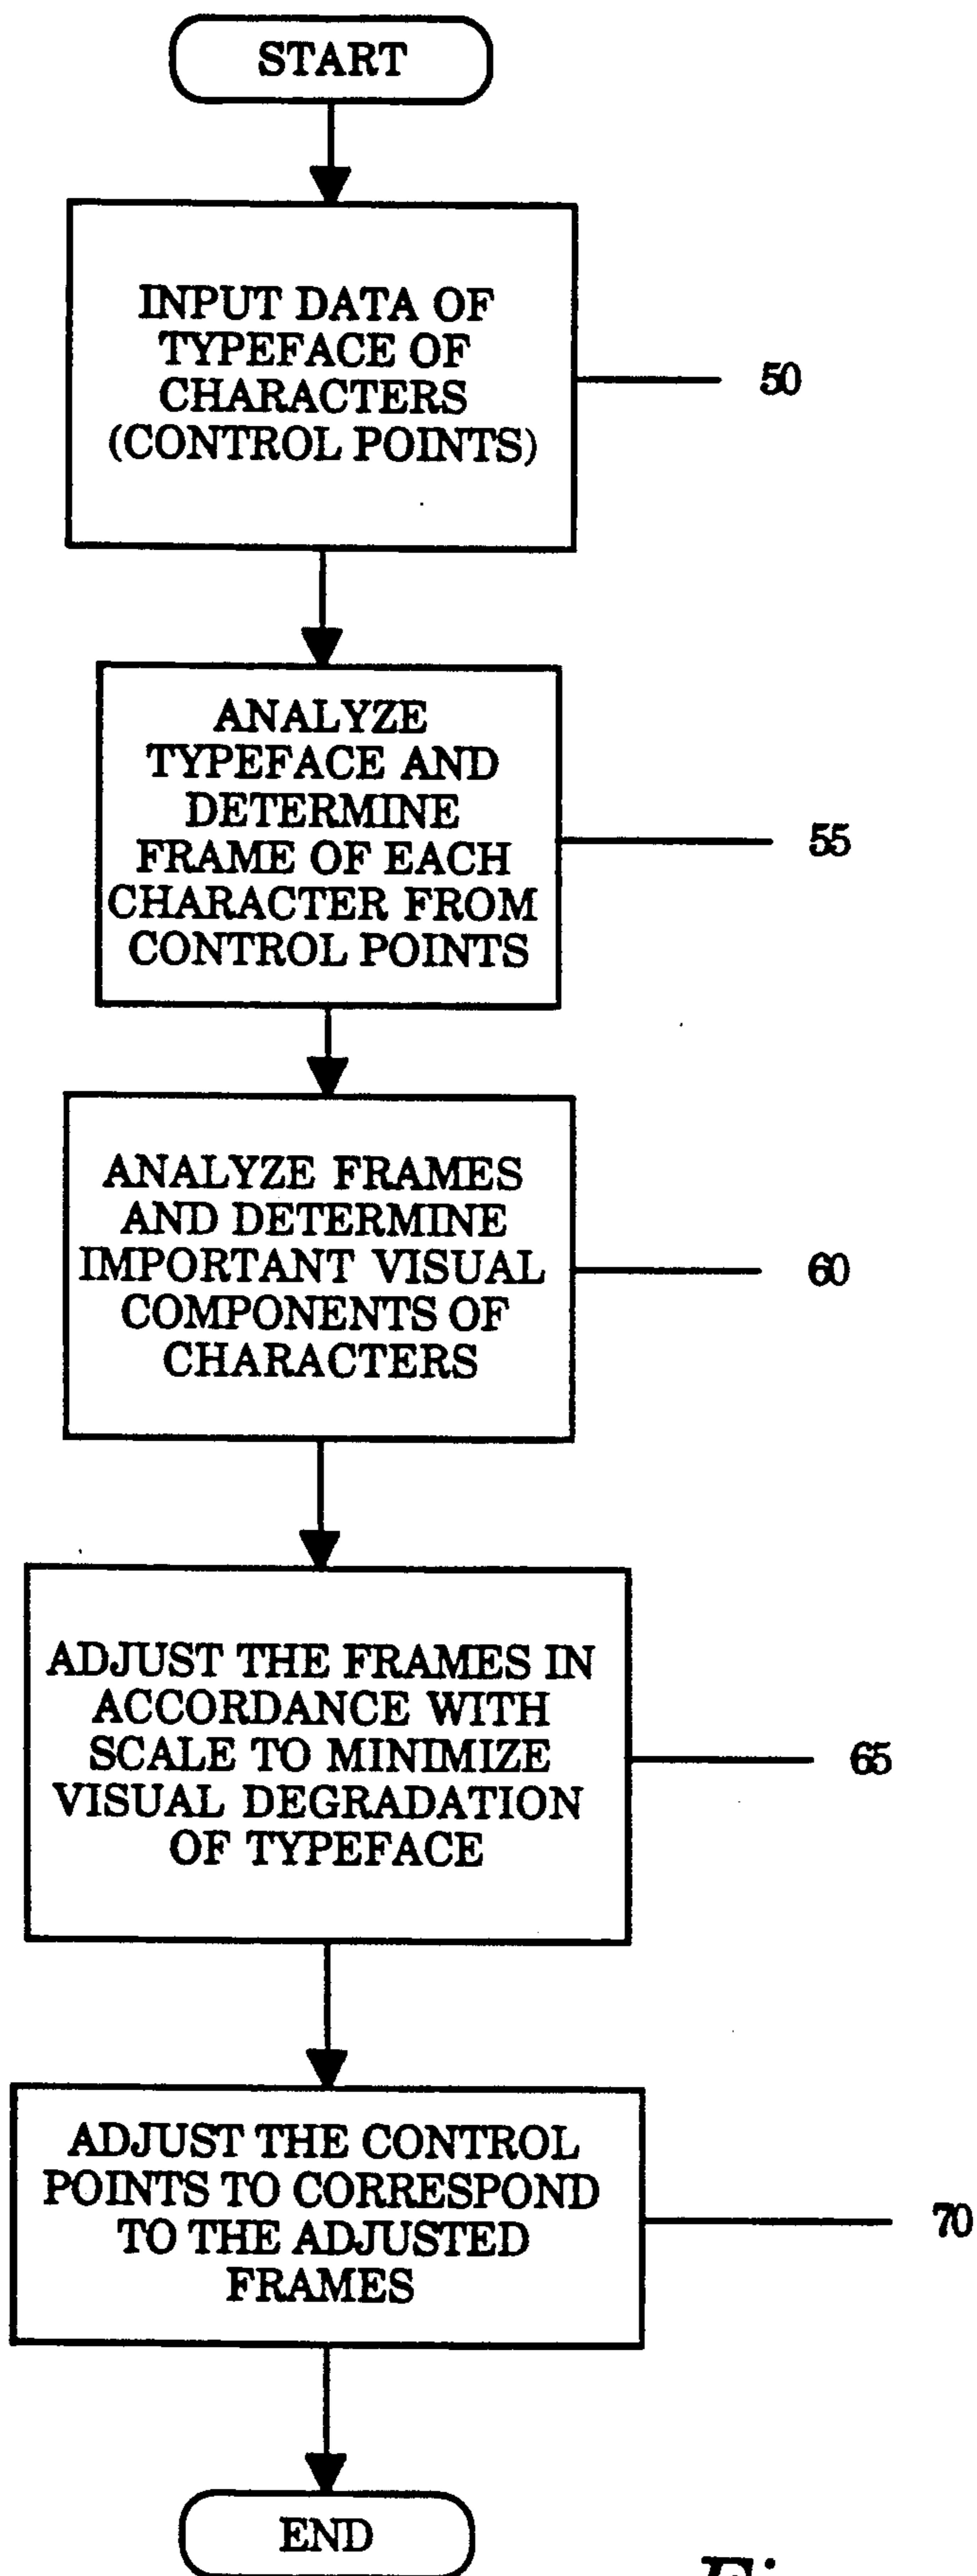 START
INPUT DATA OF
TYPEFACE OF
CHARACTERS
(CONTROL POINTS)
50
ANALYZE
TYPEFACE AND
DETERMINE
FRAME OF EACH
CHARACTER FROM
CONTROL POINTS
55
ANALYZE FRAMES
AND DETERMINE
IMPORTANT VISUAL
COMPONENTS OF
CHARACTERS
60
ADJUST THE FRAMES IN
ACCORDANCE WITH
SCALE TO MINIMIZE
VISUAL DEGRADATION
OF TYPEFACE
65
ADJUST THE CONTROL
POINTS TO CORRESPOND
TO THE ADJUSTED
FRAMES
70
END